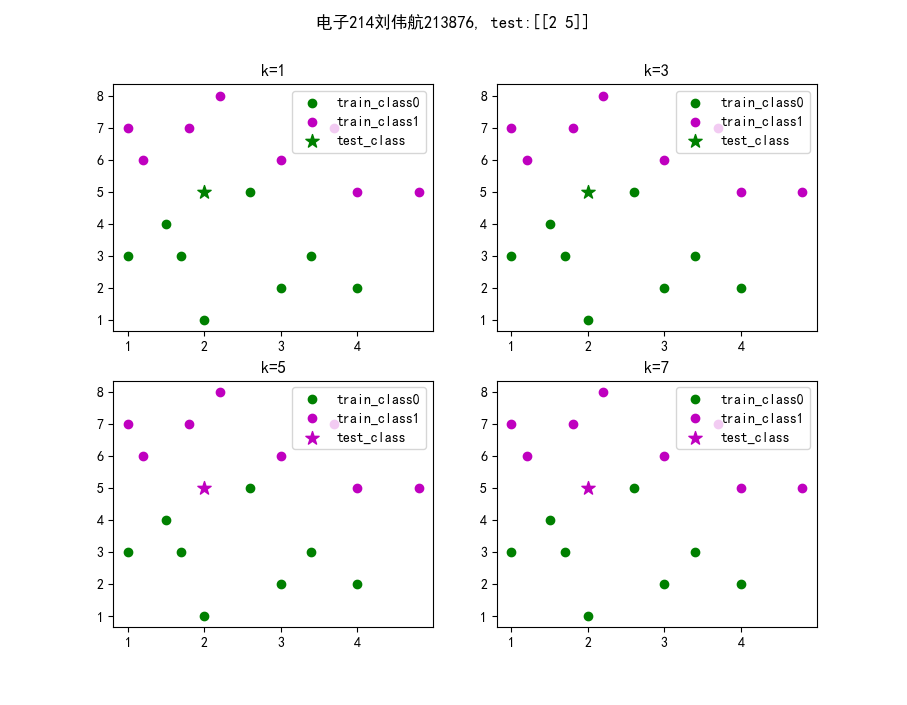 电子214刘伟航213876, test:[[2 5]]
k=1
train_class0
train_class1
test_class
8
7
6
5
4
3
2
1
1 2 3 4
k=3
train_class0
train_class1
test_class
8
7
6
5
4
3
2
1
1 2 3 4
k=5
train_class0
train_class1
test_class
8
7
6
5
4
3
2
1
1 2 3 4
k=7
train_class0
train_class1
test_class
8
7
6
5
4
3
2
1
1 2 3 4